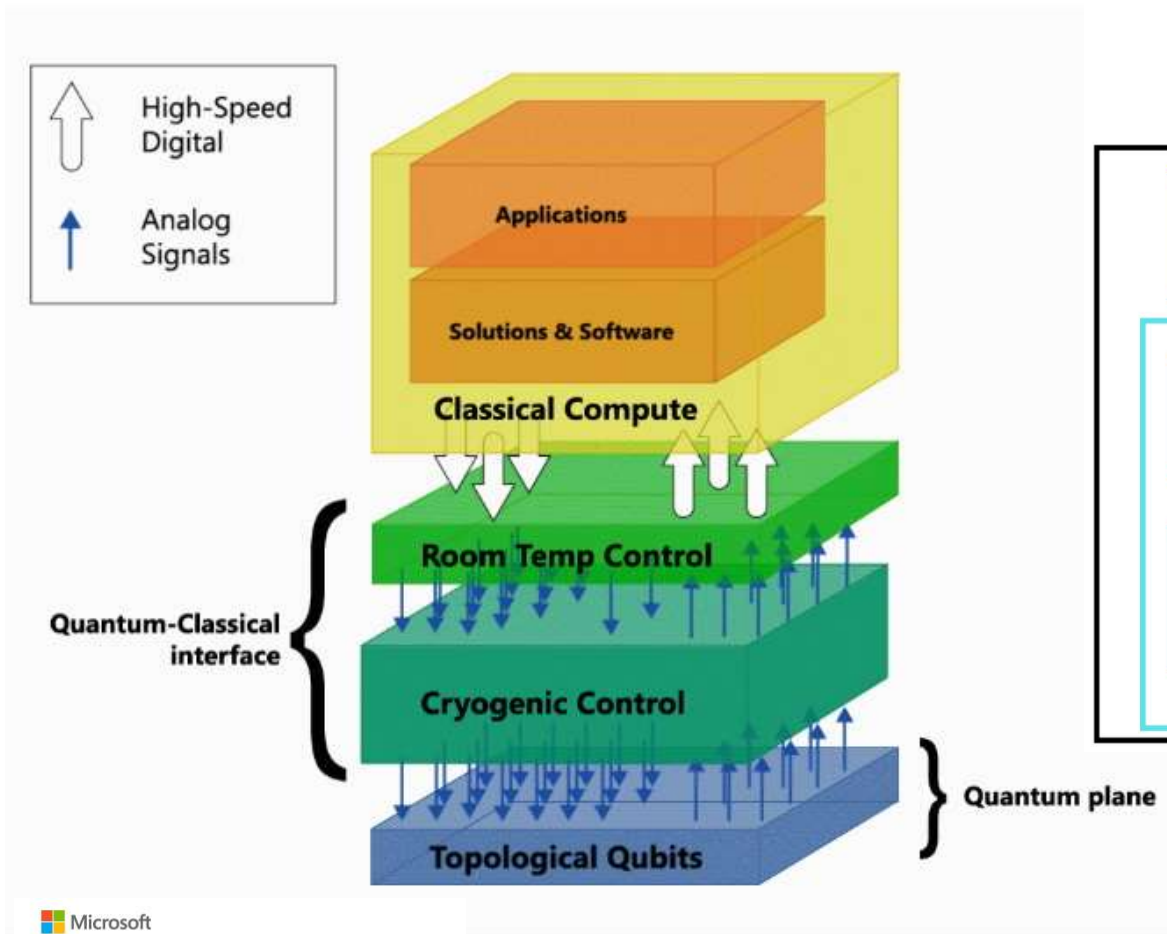 High-Speed
Digital
Analog
Signals
Applications
Solutions & Software
Classical Compute
Room Temp Control
Quantum-Classical
interface
Cryogenic Control
Quantum plane
Topological Qubits
Microsoft